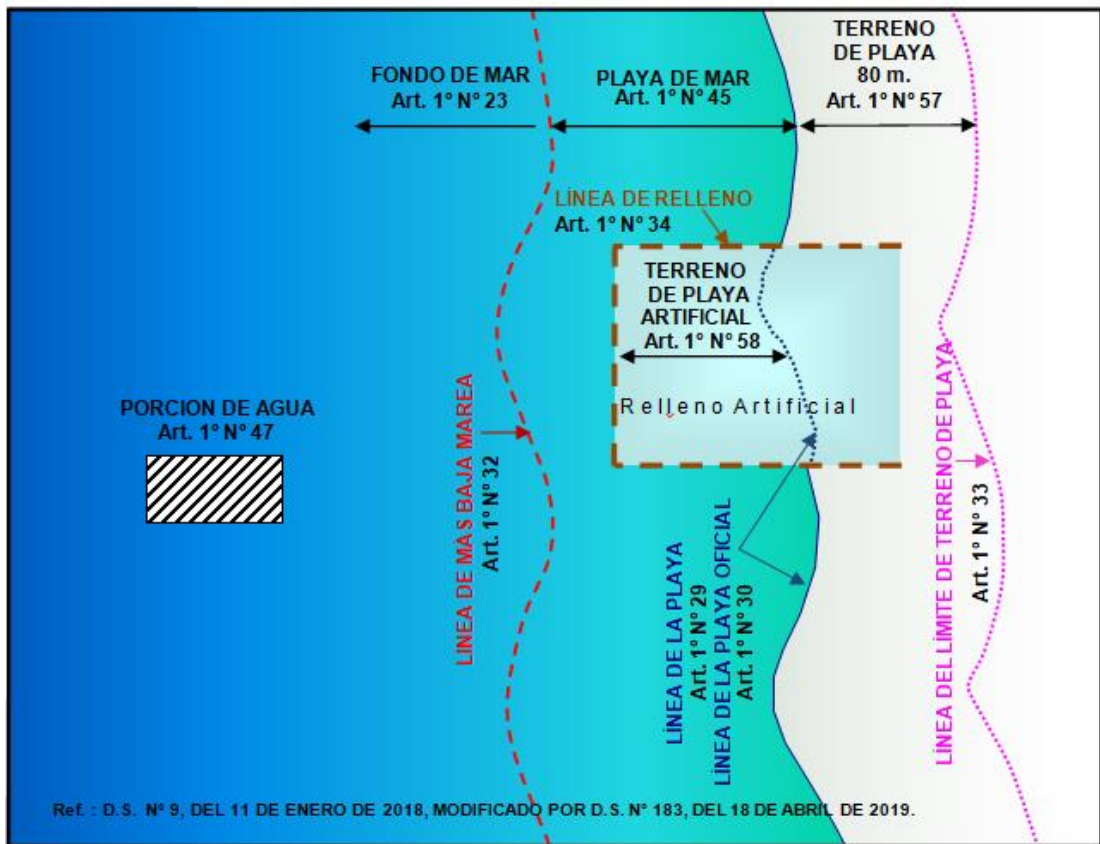 FONDO DE MAR
Art. 1° N° 23
PLAYA DE MAR
Art. 1° N° 45
TERRENO
DE PLAYA
80 m.
Art. 1° N° 57
LÍNEA DE RELLENO
Art. 1° N° 34
TERRENO
DE PLAYA
ARTIFICIAL
Art. 1° N° 58
Relleno Artificial
PORCION DE AGUA
Art. 1° N° 47
LINEA DE MÁS BAJA MAREA
Art. 1° N° 32
LÍNEA DE LA PLAYA
Art. 1° N° 29
LÍNEA DE LA PLAYA OFICIAL
Art. 1° N° 30
LÍNEA DEL LÍMITE DE TERRENO DE PLAYA
Art. 1° N° 33
Ref. : D.S. Nº 9, DEL 11 DE ENERO DE 2018, MODIFICADO POR D.S. Nº 183, DEL 18 DE ABRIL DE 2019.